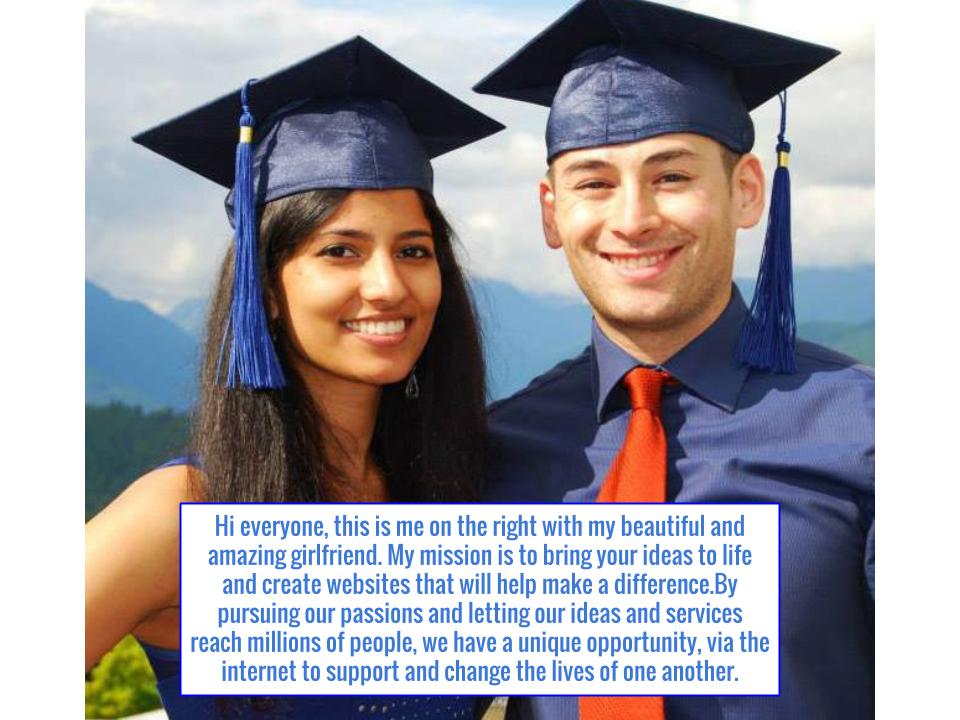 Hi everyone, this is me on the right with my beautiful and
amazing girlfriend. My mission is to bring your ideas to life
and create websites that will help make a difference.By
pursuing our passions and letting our ideas and services
reach millions of people, we have a unique opportunity, via the
internet to support and change the lives of one another.